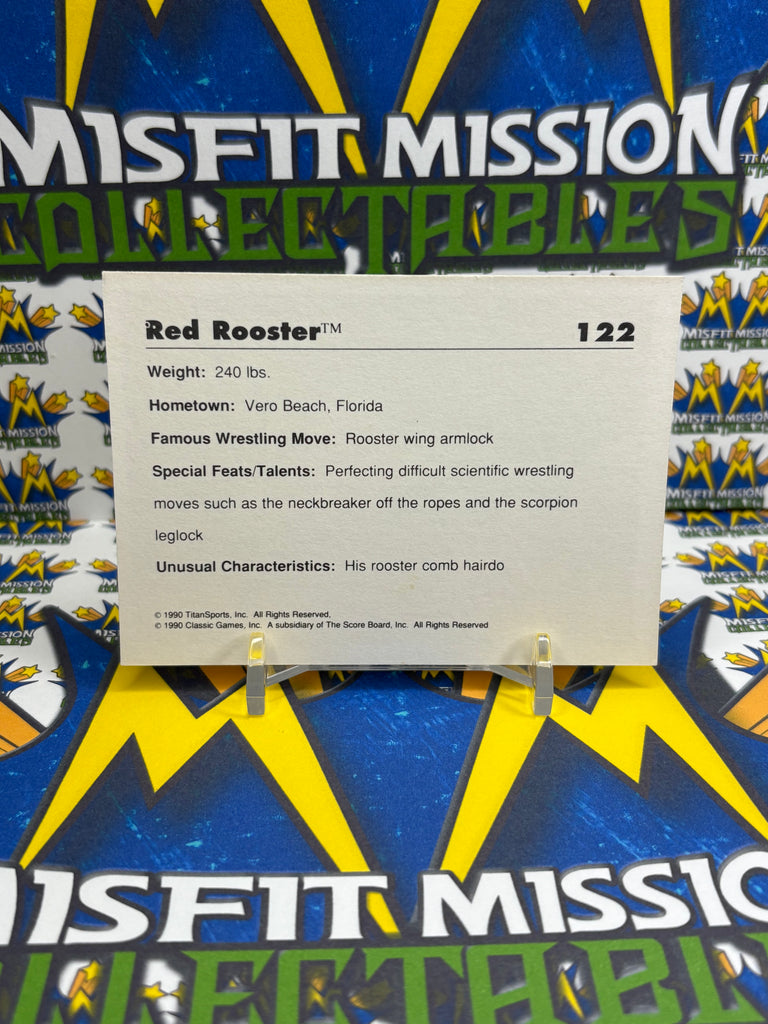 MISFIT MISSION
COLLECTABLES
Red Rooster™ 122
Weight: 240 lbs.
Hometown: Vero Beach, Florida
Famous Wrestling Move: Rooster wing armlock
Special Feats/Talents: Perfecting difficult scientific wrestling
moves such as the neckbreaker off the ropes and the scorpion
leglock
Unusual Characteristics: His rooster comb hairdo
© 1990 TitanSports, Inc. All Rights Reserved,
© 1990 Classic Games, Inc. A subsidiary of The Score Board, Inc. All Rights Reserved
MISFIT MISSION
COLLECTABLES